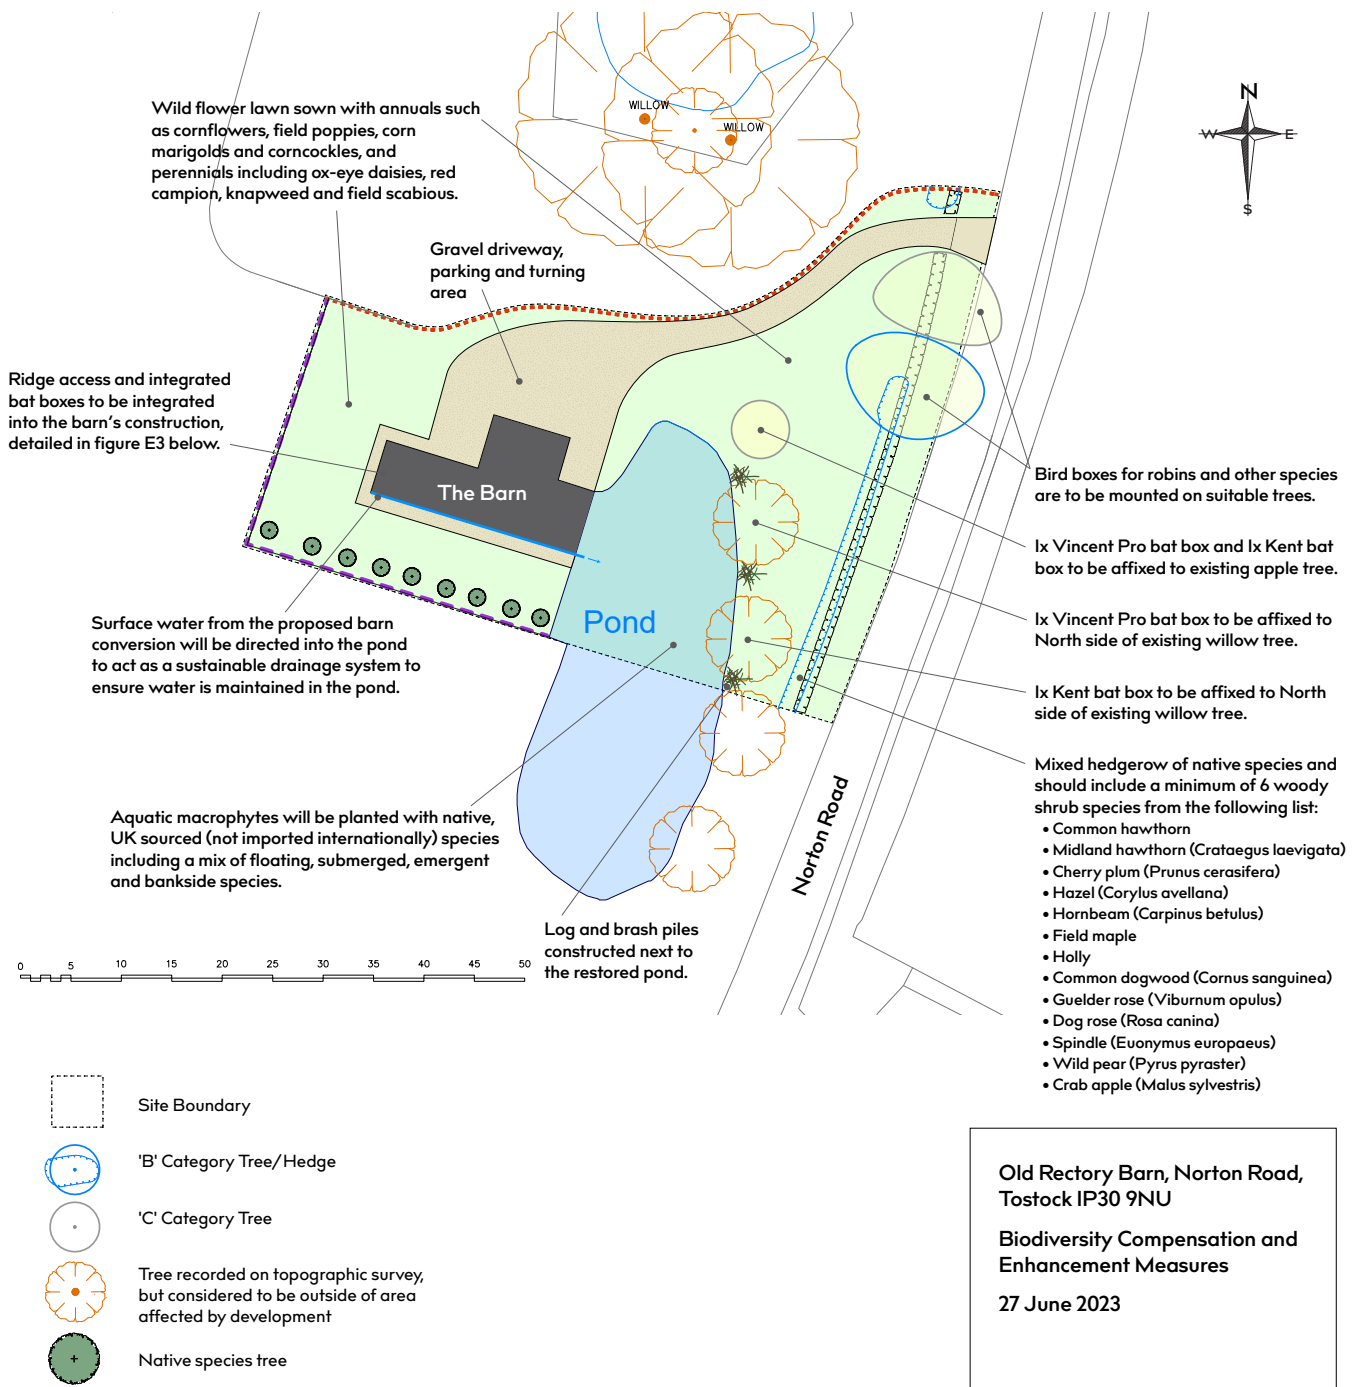 Wild flower lawn sown with annuals such
as cornflowers, field poppies, corn
marigolds and corncockles, and
perennials including ox-eye daisies, red
campion, knapweed and field scabious.
WILLOW
WILLOW
N
W
E
S
Gravel driveway,
parking and turning
area
Ridge access and integrated
bat boxes to be integrated
into the barn's construction,
detailed in figure E3 below.
The Barn
Bird boxes for robins and other species
are to be mounted on suitable trees.
1x Vincent Pro bat box and 1x Kent bat
box to be affixed to existing apple tree.
1x Vincent Pro bat box to be affixed to
North side of existing willow tree.
1x Kent bat box to be affixed to North
side of existing willow tree.
Surface water from the proposed barn
conversion will be directed into the pond
to act as a sustainable drainage system to
ensure water is maintained in the pond.
Pond
Mixed hedgerow of native species and
should include a minimum of 6 woody
shrub species from the following list:
• Common hawthorn
• Midland hawthorn (Crataegus laevigata)
• Cherry plum (Prunus cerasifera)
• Hazel (Corylus avellana)
• Hornbeam (Carpinus betulus)
• Field maple
• Holly
• Common dogwood (Cornus sanguinea)
• Guelder rose (Viburnum opulus)
• Dog rose (Rosa canina)
• Spindle (Euonymus europaeus)
• Wild pear (Pyrus pyraster)
• Crab apple (Malus sylvestris)
Norton Road
Aquatic macrophytes will be planted with native,
UK sourced (not imported internationally) species
including a mix of floating, submerged, emergent
and bankside species.
Log and brash piles
constructed next to
the restored pond.
0 5 10 15 20 25 30 35 40 45 50
Site Boundary
'B' Category Tree/Hedge
'C' Category Tree
Tree recorded on topographic survey,
but considered to be outside of area
affected by development
Native species tree
Old Rectory Barn, Norton Road,
Tostock IP30 9NU
Biodiversity Compensation and
Enhancement Measures
27 June 2023